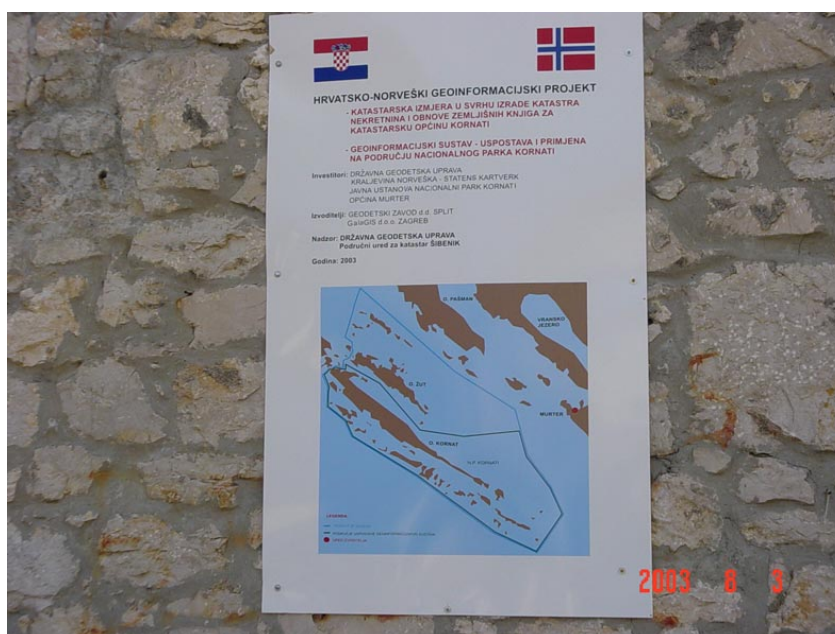 HRVATSKO-NORVEŠKI GEOINFORMACIJSKI PROJEKT
- KATASTARSKA IZMJERA U SVRHU IZRADE KATASTRA
NEKRETNINA I OBNOVE ZEMLJIŠNIH KNJIGA ZA
KATASTARSKU OPĆINU KORNATI
- GEOINFORMACIJSKI SUSTAV - USPOSTAVA I PRIMJENA
NA PODRUČJU NACIONALNOG PARKA KORNATI
Investitori: DRŽAVNA GEODETSKA UPRAVA
KRALJEVINA NORVEŠKA - STATENS KARTVERK
JAVNA USTANOVA NACIONALNI PARK KORNATI
OPĆINA MURTER
Izvoditelji: GEODETSKI ZAVOD d.d. SPLIT
GalaGIS d.o.o. ZAGREB
Nadzor: DRŽAVNA GEODETSKA UPRAVA
Područni ured za katastar ŠIBENIK
Godina: 2003
O. PAŠMAN
VRANSKO
JEZERO
O. ŽUT
MURTER
O. KORNAT
N.P. KORNATI
LEGENDA
2003 8 3